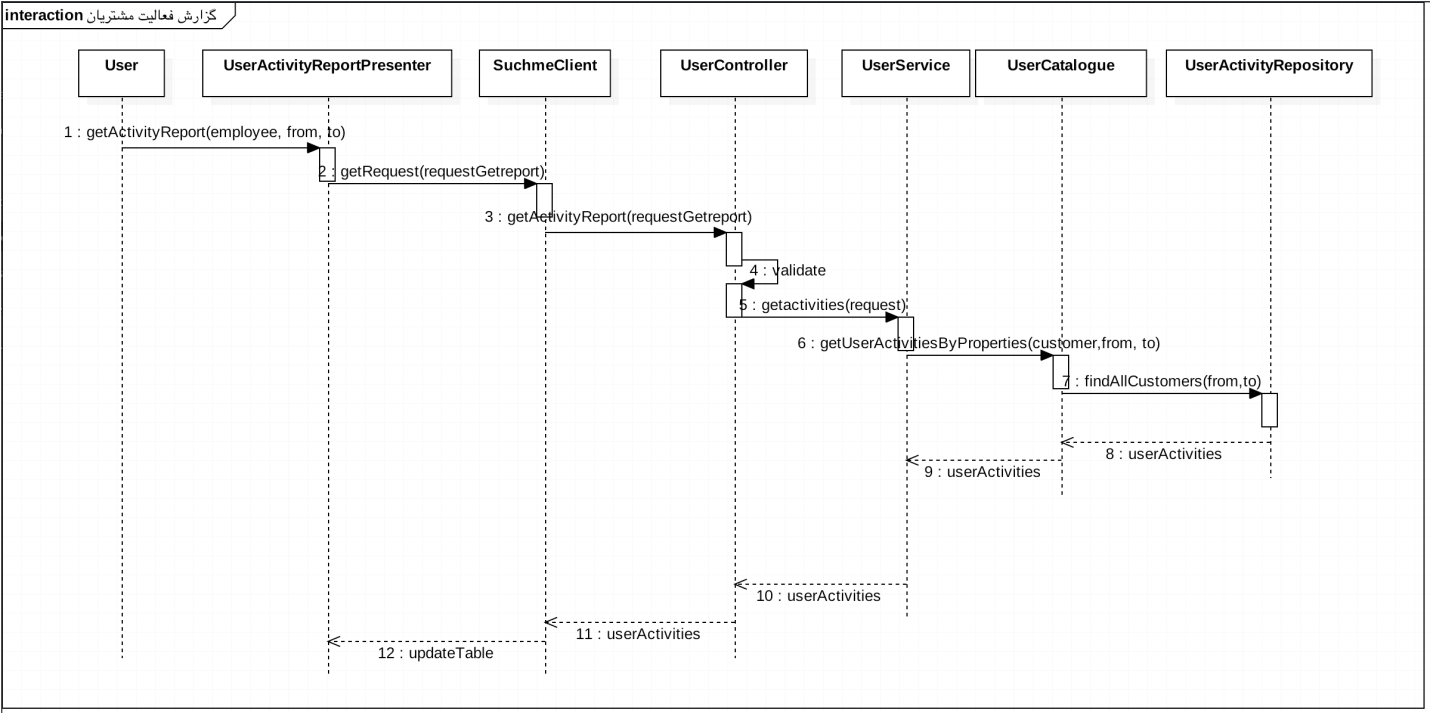 interaction گزارش فعالیت مشتریان
User
UserActivityReportPresenter
SuchmeClient
UserController
UserService
UserCatalogue
UserActivityRepository
1 : getActivityReport(employee, from, to)
2 : getRequest(requestGetreport)
3 : getActivityReport(requestGetreport)
4 : validate
5 : getactivities(request)
6 : getUserActivitiesByProperties(customer,from, to)
7 : findAllCustomers(from,to)
8 : userActivities
9 : userActivities
10 : userActivities
11 : userActivities
12 : updateTable